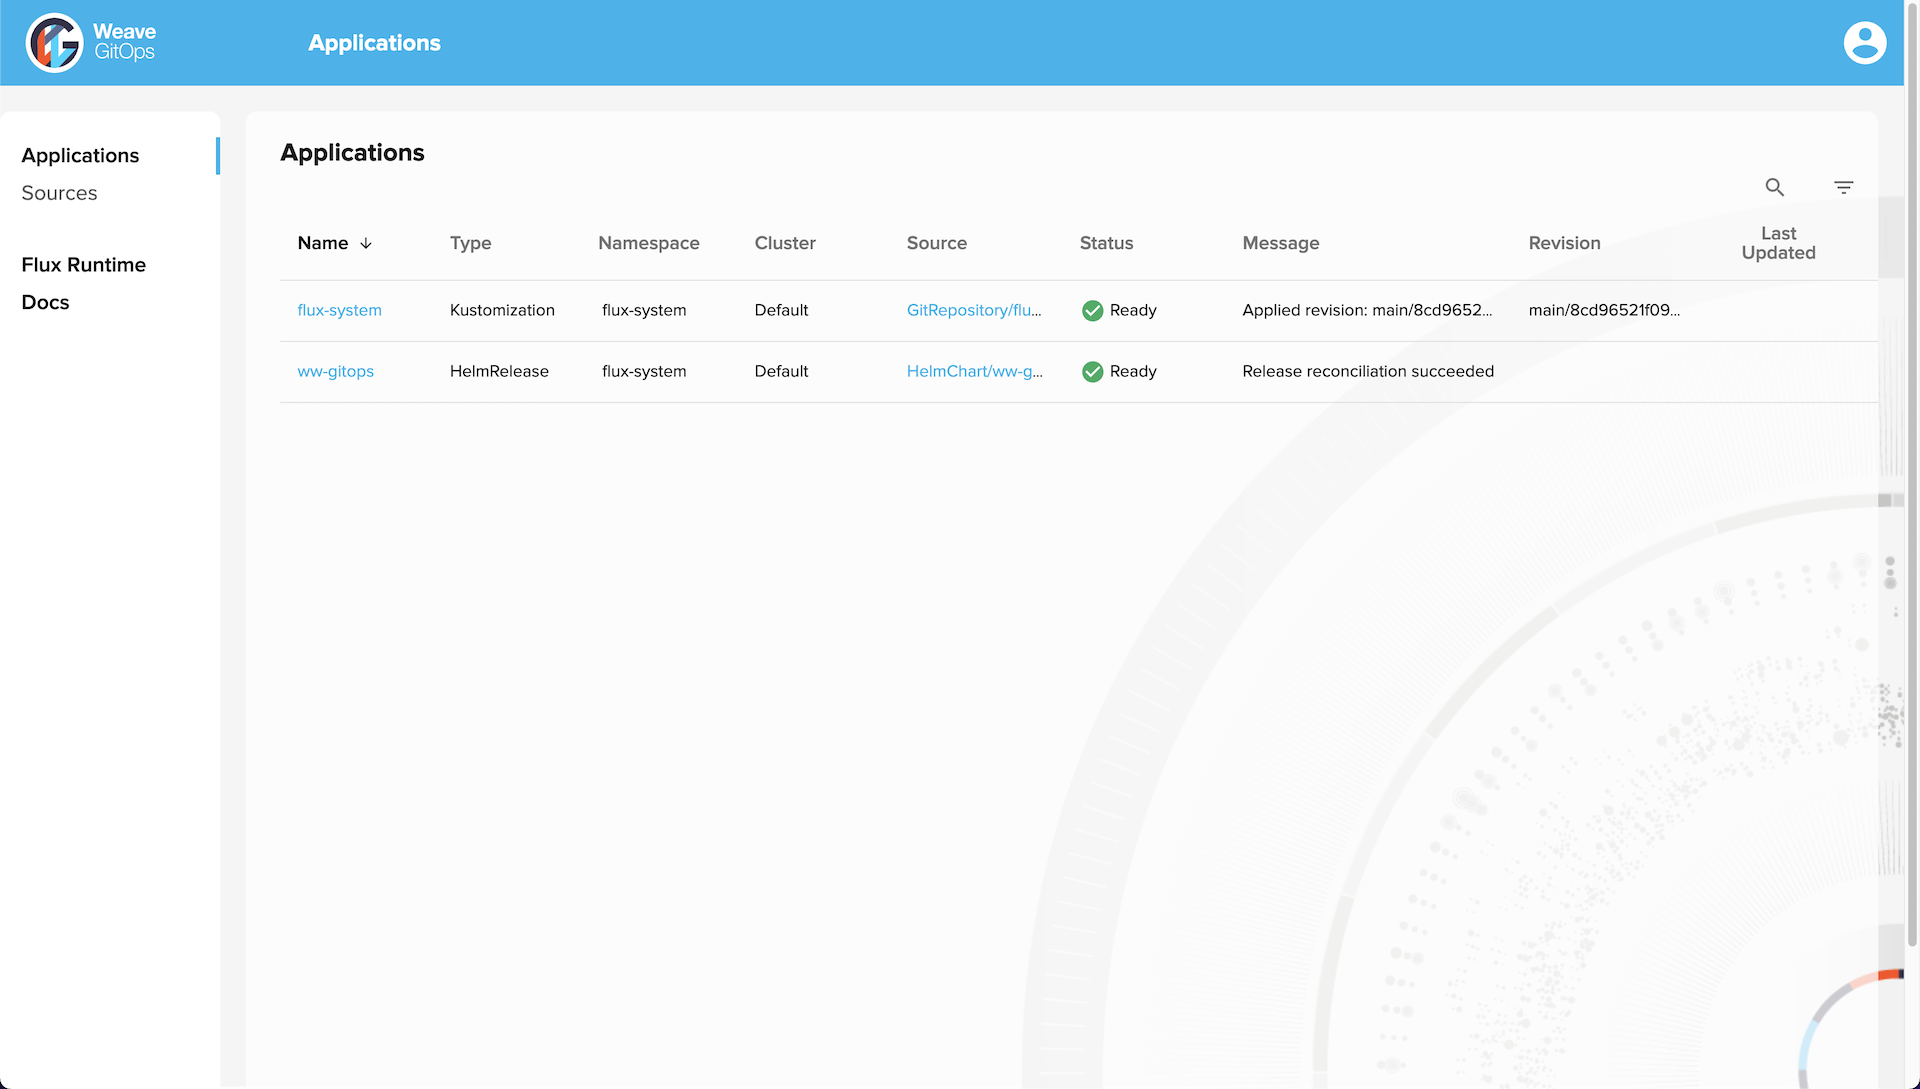 Weave
GitOps
Applications
Applications
Sources
Flux Runtime
Docs
Applications
Name Type Namespace Cluster Source Status Message Revision Last Updated
flux-system Kustomization flux-system Default GitRepository/flu... Ready Applied revision: main/8cd9652... main/8cd96521f09...
ww-gitops HelmRelease flux-system Default HelmChart/ww-g... Ready Release reconciliation succeeded